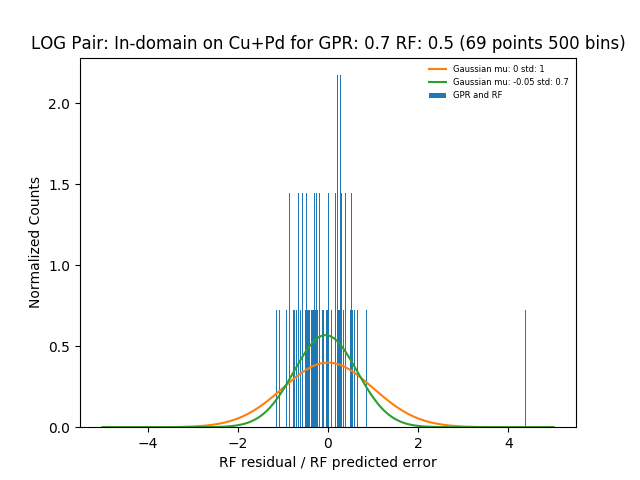 LOG Pair: In-domain on Cu+Pd for GPR: 0.7 RF: 0.5 (69 points 500 bins)
Gaussian mu: 0 std: 1
Gaussian mu: -0.05 std: 0.7
GPR and RF
Normalized Counts
2.0
1.5
1.0
0.5
0.0
−4
−2
0
2
4
RF residual / RF predicted error